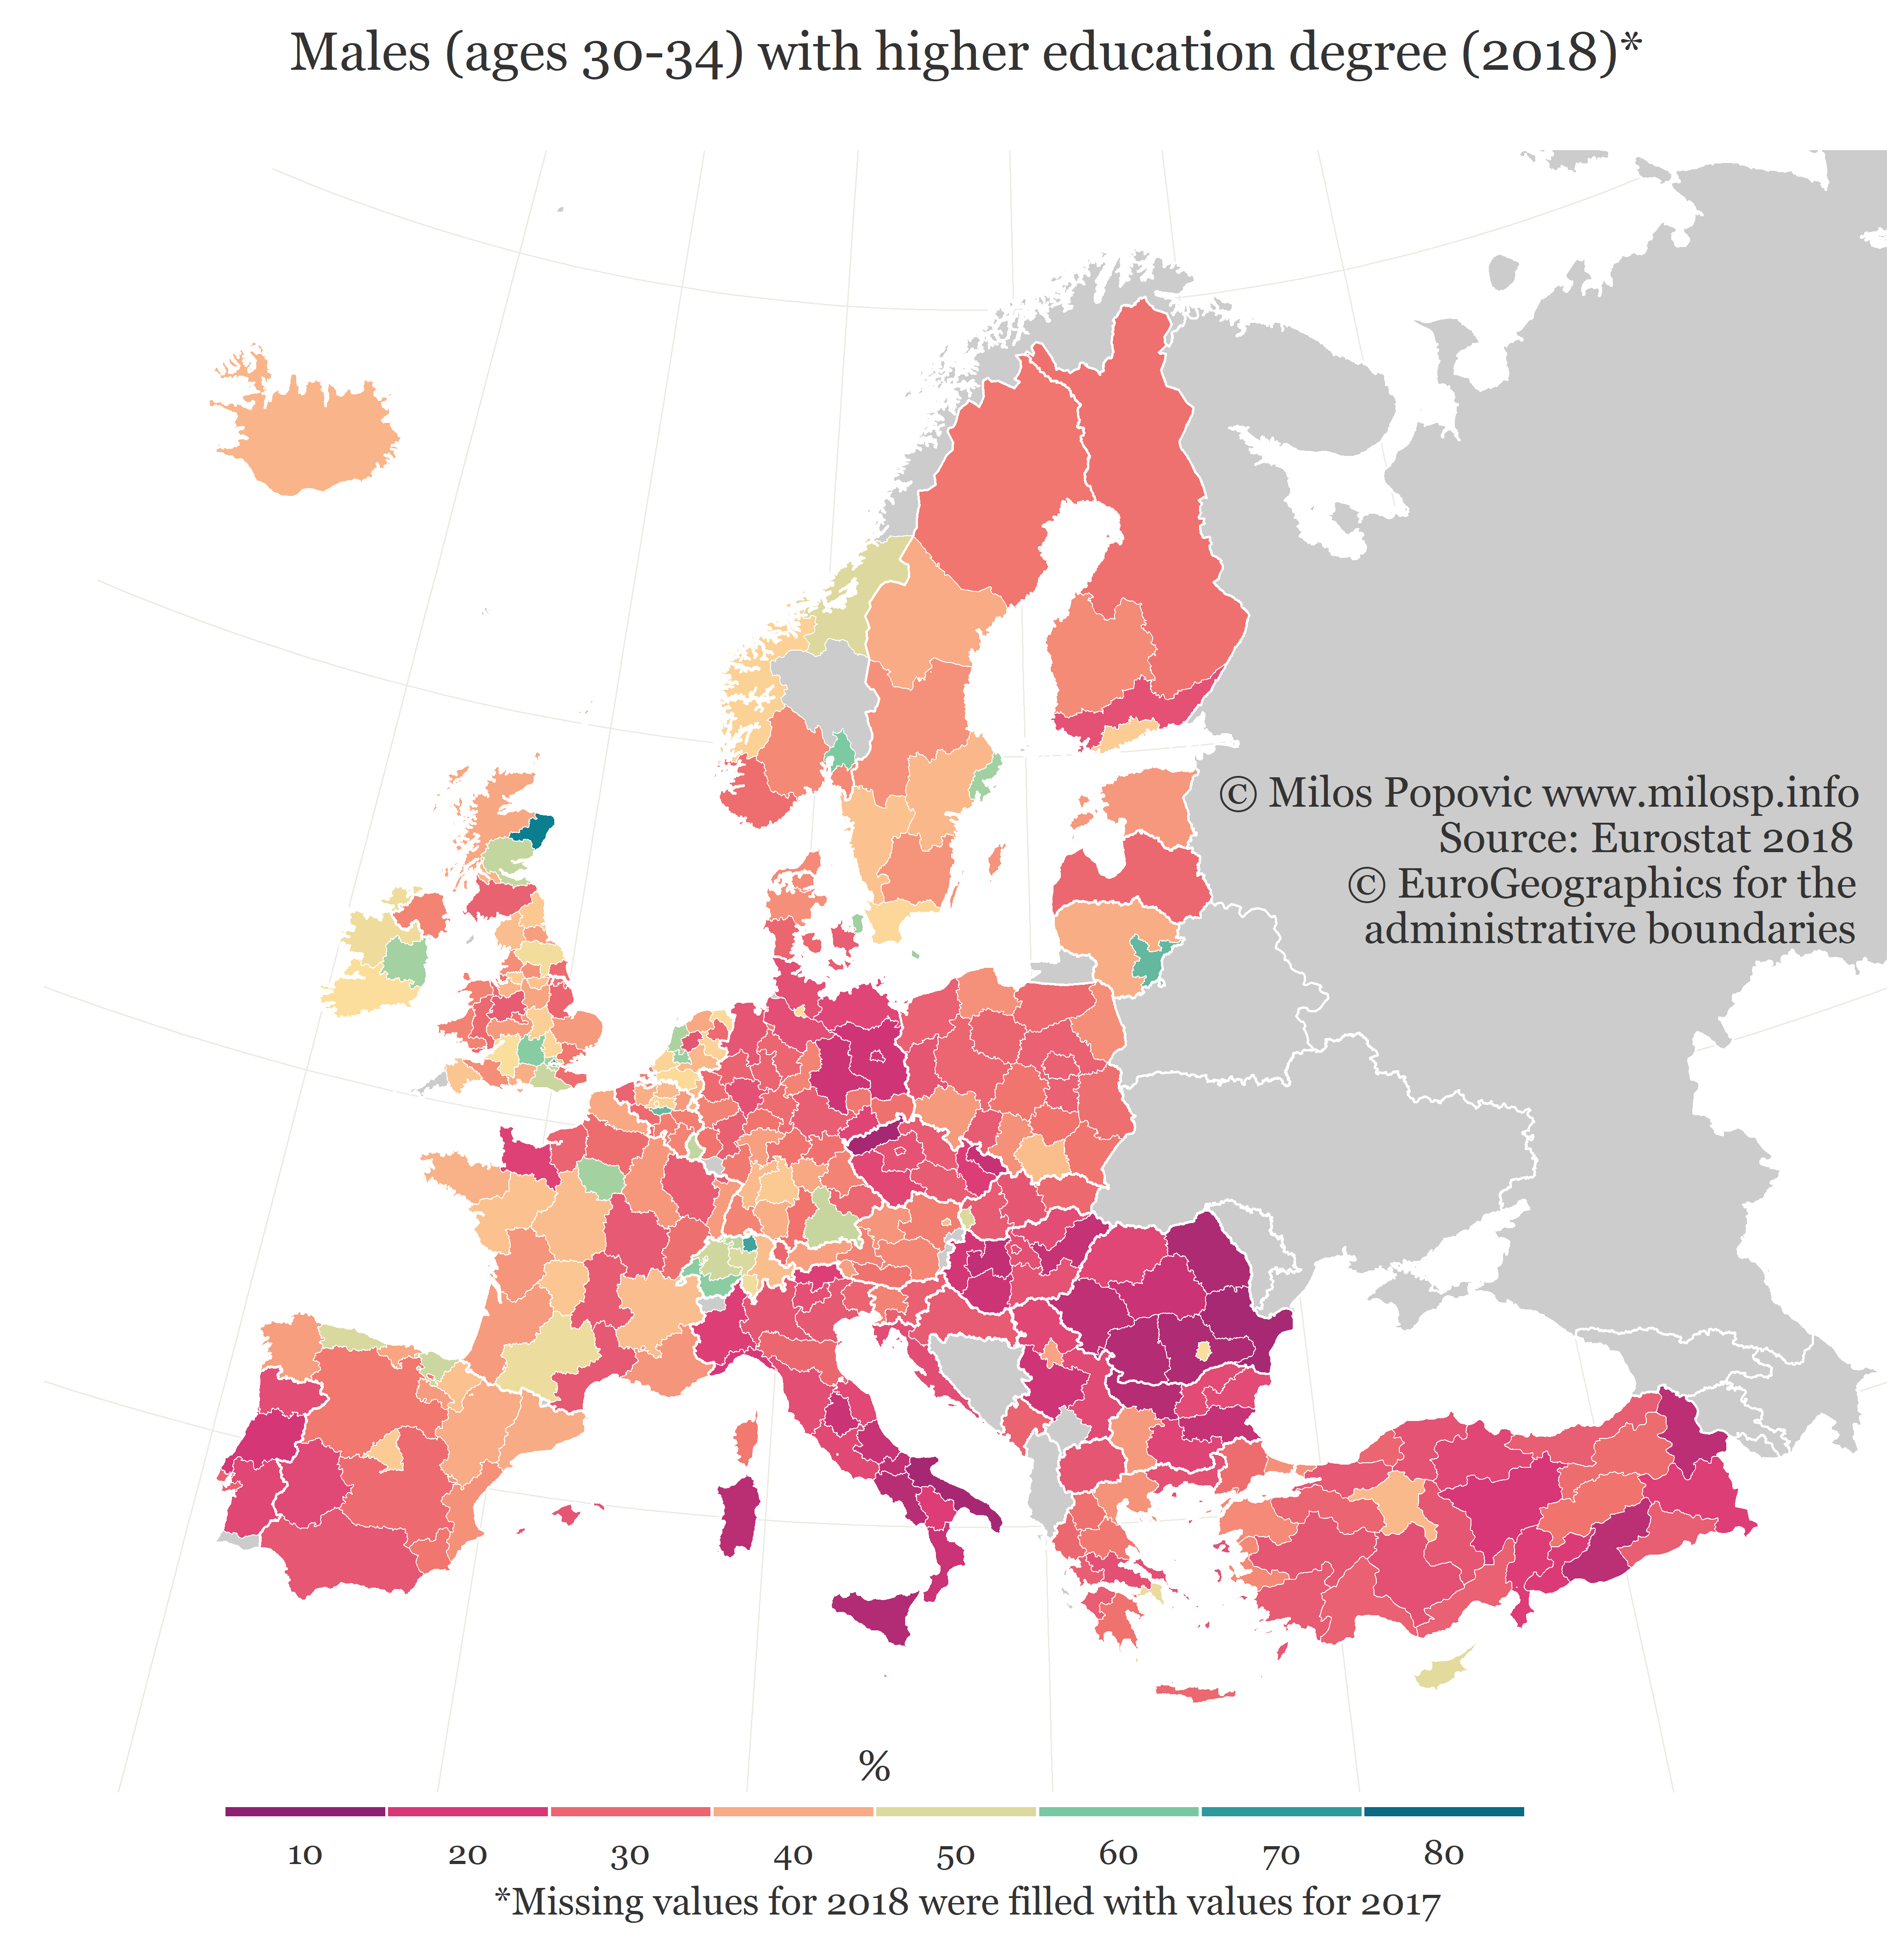 Males (ages 30-34) with higher education degree (2018)*
© Milos Popovic www.milosp.info
Source: Eurostat 2018
© EuroGeographics for the
administrative boundaries
%
10 20 30 40 50 60 70 80
*Missing values for 2018 were filled with values for 2017